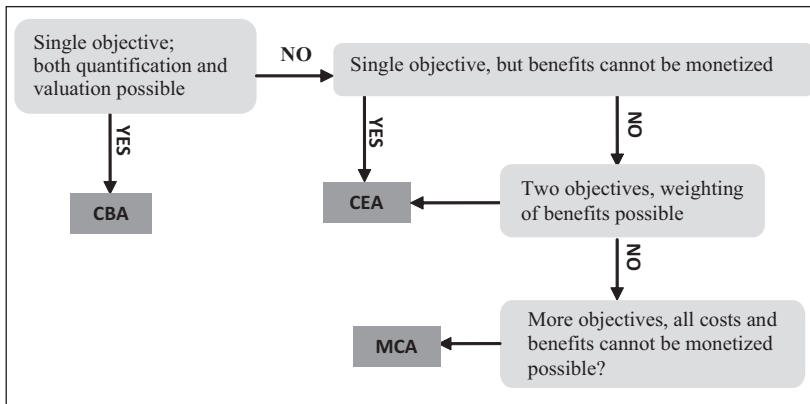 Single objective;
both quantification and
valuation possible
NO
Single objective, but benefits cannot be monetized
YES
YES
NO
CBA
CEA
Two objectives, weighting
of benefits possible
NO
MCA
More objectives, all costs and
benefits cannot be monetized
possible?